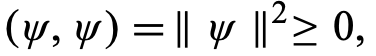 (ψ, ψ) = ‖ ψ ‖² ≥ 0,